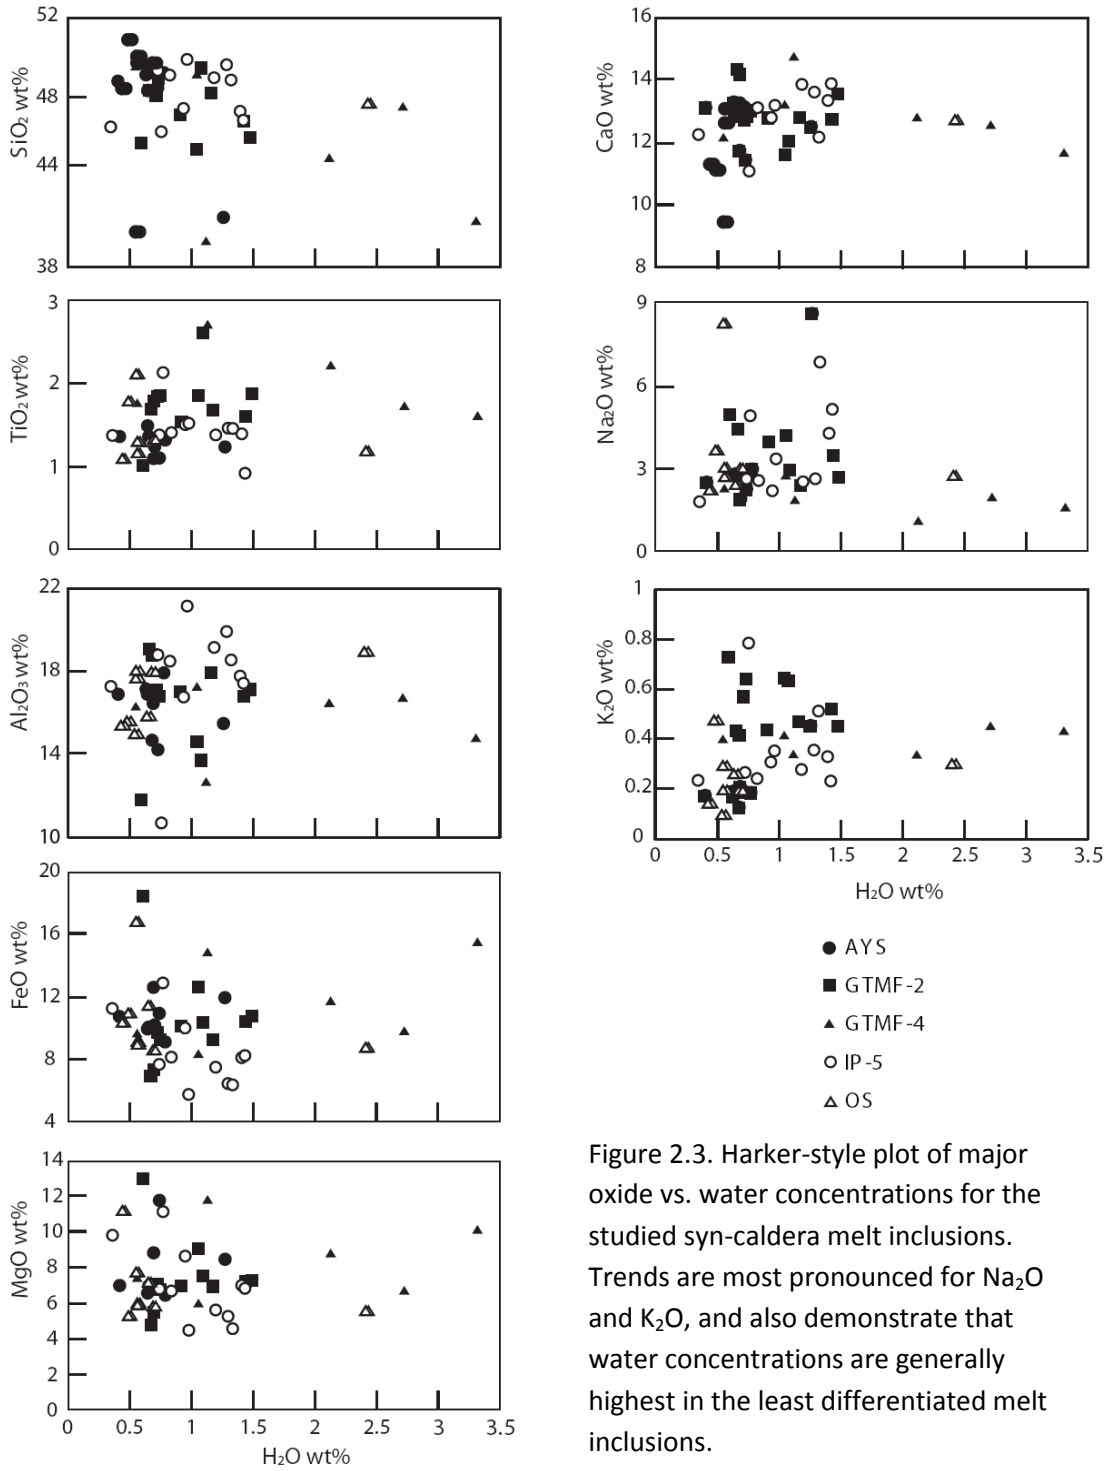 52
48
44
38
SiO₂ wt%
3
2
1
0
TiO₂ wt%
22
18
14
10
Al₂O₃ wt%
20
16
12
8
4
FeO wt%
14
12
10
8
6
4
2
0
MgO wt%
0 0.5 1 1.5 2 2.5 3 3.5
H₂O wt%
16
14
12
10
8
CaO wt%
9
6
3
0
Na₂O wt%
1
0.8
0.6
0.4
0.2
0
K₂O wt%
0 0.5 1 1.5 2 2.5 3 3.5
H₂O wt%
AYS
GTMF-2
GTMF-4
IP-5
OS
Figure 2.3. Harker-style plot of major
oxide vs. water concentrations for the
studied syn-caldera melt inclusions.
Trends are most pronounced for Na₂O
and K₂O, and also demonstrate that
water concentrations are generally
highest in the least differentiated melt
inclusions.